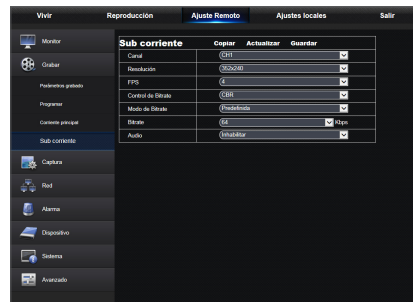 Vivir Reproducción Ajuste Remoto Ajustes locales Salir
Monitor
Grabar
Parámetros grabado
Programar
Corriente principal
Sub corriente
Captura
Red
Alarma
Dispositivo
Sistema
Avanzado
Sub corriente Copiar Actualizar Guardar
Canal CH1
Resolución 352x240
FPS 4
Control de Bitrate CBR
Modo de Bitrate Predefinida
Bitrate 64 Kbps
Audio Inhabilitar